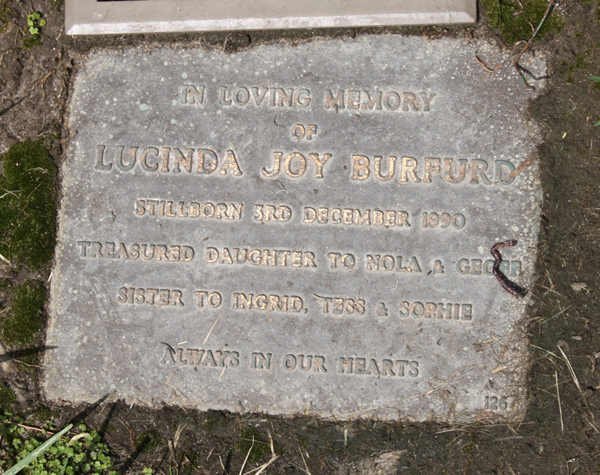 IN LOVING MEMORY
OF
LUCINDA JOY BURFURD
STILLBORN 3RD DECEMBER 1990
TREASURED DAUGHTER TO NOLA & GEOFF
SISTER TO INGRID, TESS & SOPHIE
ALWAYS IN OUR HEARTS